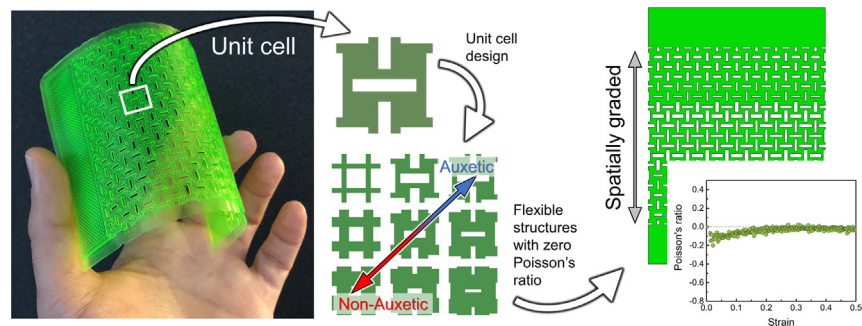 Unit cell
Unit cell
design
Auxetic
Non-Auxetic
Flexible
structures
with zero
Poisson's
ratio
Spatially graded
Poisson's ratio
0.4
0.2
0.0
-0.2
-0.4
-0.6
-0.8
0.0
0.1
0.2
0.3
0.4
0.5
Strain